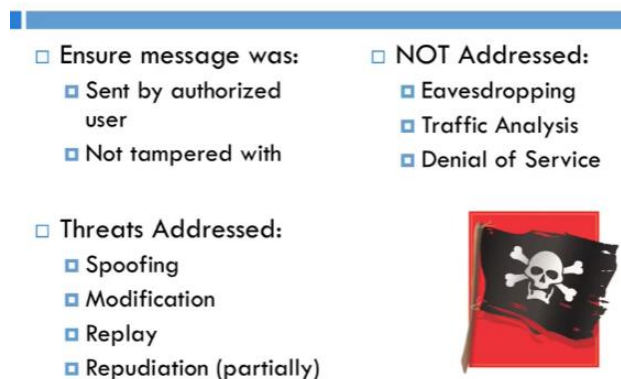 Ensure message was:
Sent by authorized
user
Not tampered with
Threats Addressed:
Spoofing
Modification
Replay
Repudiation (partially)
NOT Addressed:
Eavesdropping
Traffic Analysis
Denial of Service